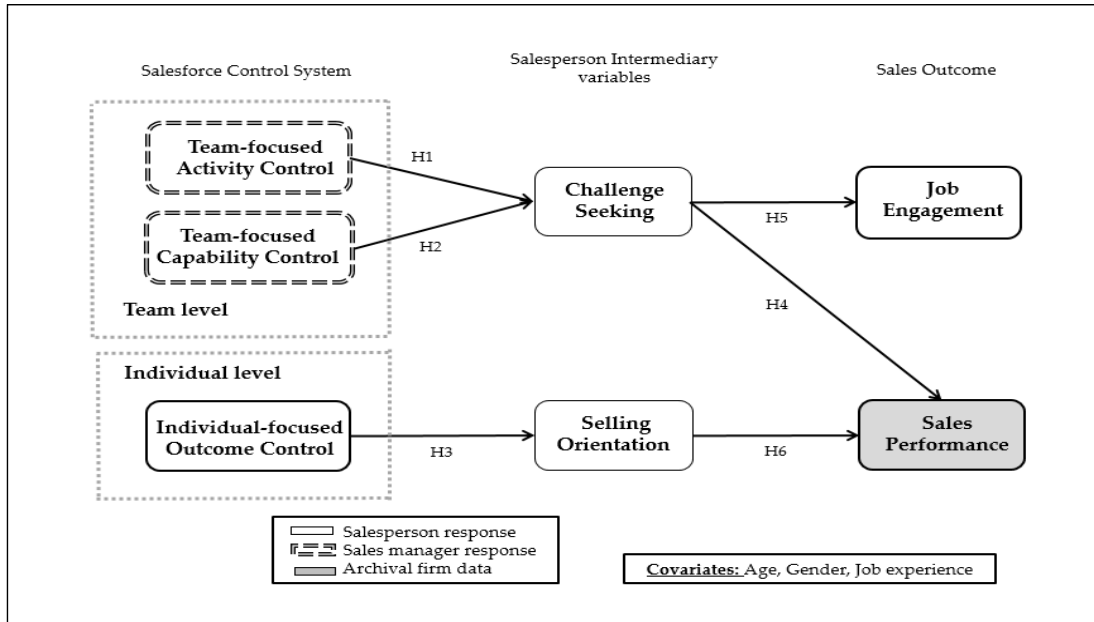 Salesforce Control System
Salesperson Intermediary
variables
Sales Outcome
Team-focused
Activity Control
H1
Team-focused
Capability Control
H2
Team level
Challenge
Seeking
H5
Job
Engagement
H4
Individual level
Individual-focused
Outcome Control
H3
Selling
Orientation
H6
Sales
Performance
Salesperson response
Sales manager response
Archival firm data
Covariates: Age, Gender, Job experience